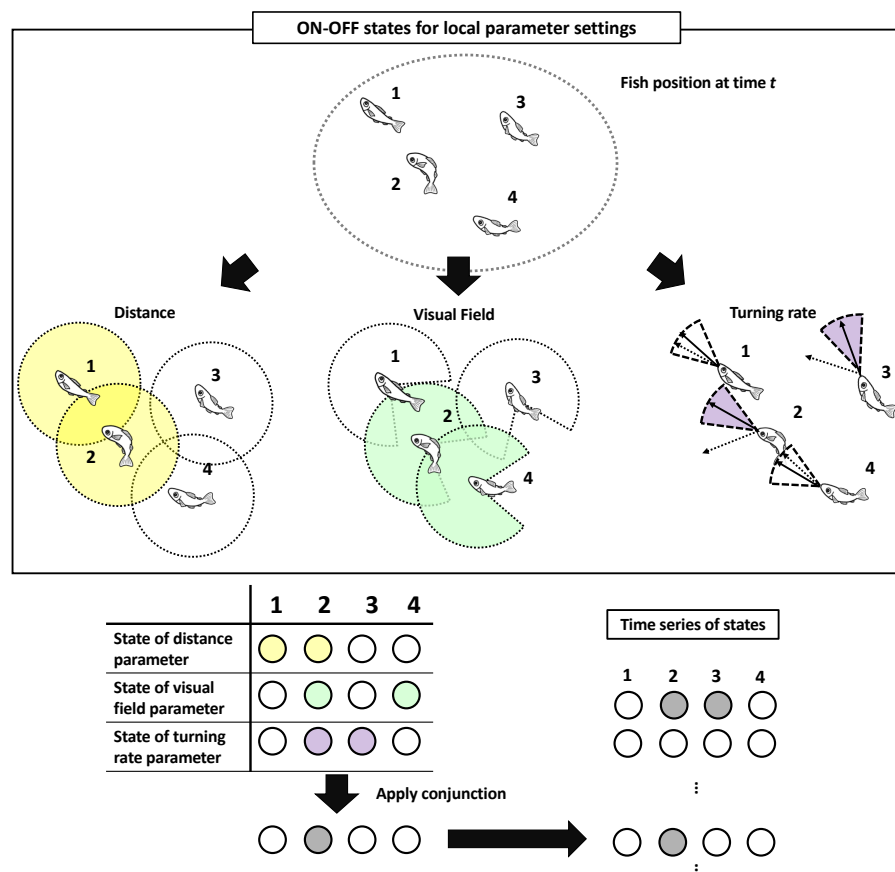 ON-OFF states for local parameter settings
Fish position at time t
1
3
2
4
Distance
Visual Field
Turning rate
1
3
2
4
1
3
2
4
1
3
2
4
1 2 3 4
State of distance
parameter
State of visual
field parameter
State of turning
rate parameter
Apply conjunction
Time series of states
1 2 3 4
⋮
⋮